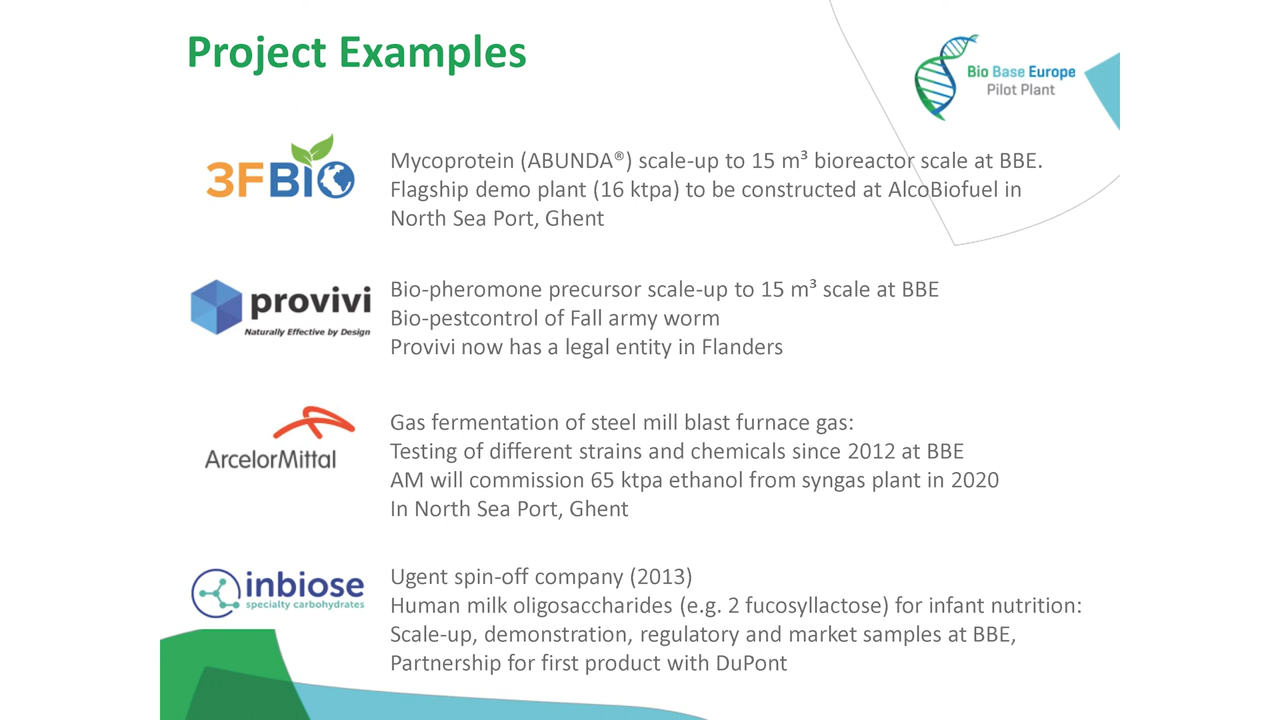 Project Examples
Bio Base Europe
Pilot Plant
3FBIO
Mycoprotein (ABUNDA®) scale-up to 15 m³ bioreactor scale at BBE.
Flagship demo plant (16 ktpa) to be constructed at AlcoBiofuel in
North Sea Port, Ghent
provivi
Naturally Effective by Design
Bio-pheromone precursor scale-up to 15 m³ scale at BBE
Bio-pestcontrol of Fall army worm
Provivi now has a legal entity in Flanders
ArcelorMittal
Gas fermentation of steel mill blast furnace gas:
Testing of different strains and chemicals since 2012 at BBE
AM will commission 65 ktpa ethanol from syngas plant in 2020
In North Sea Port, Ghent
inbiose
specialty carbohydrates
Ugent spin-off company (2013)
Human milk oligosaccharides (e.g. 2 fucosyllactose) for infant nutrition:
Scale-up, demonstration, regulatory and market samples at BBE,
Partnership for first product with DuPont